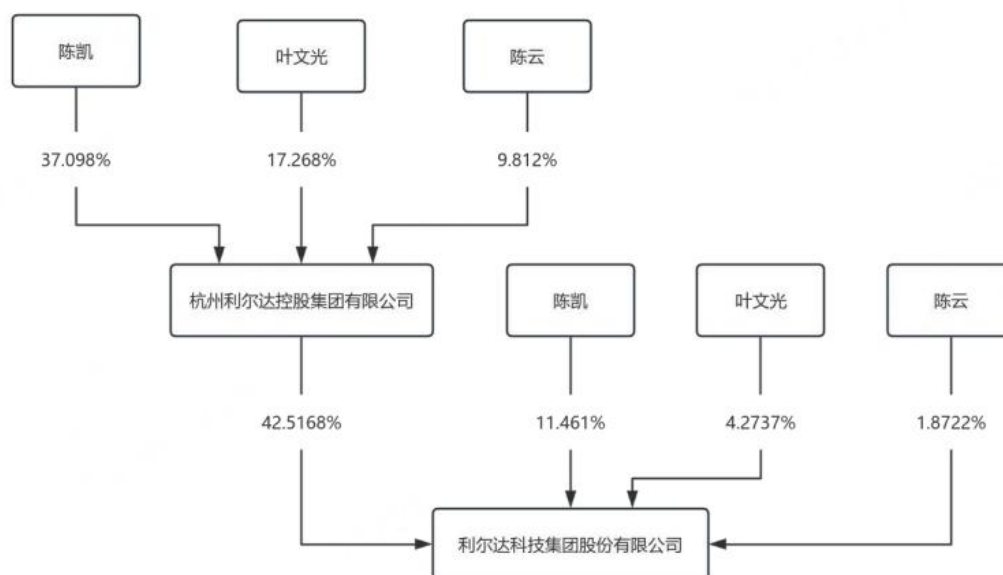 陈凯
叶文光
陈云
37.098%
17.268%
9.812%
杭州利尔达控股集团有限公司
陈凯
叶文光
陈云
42.5168%
11.461%
4.2737%
1.8722%
利尔达科技集团股份有限公司